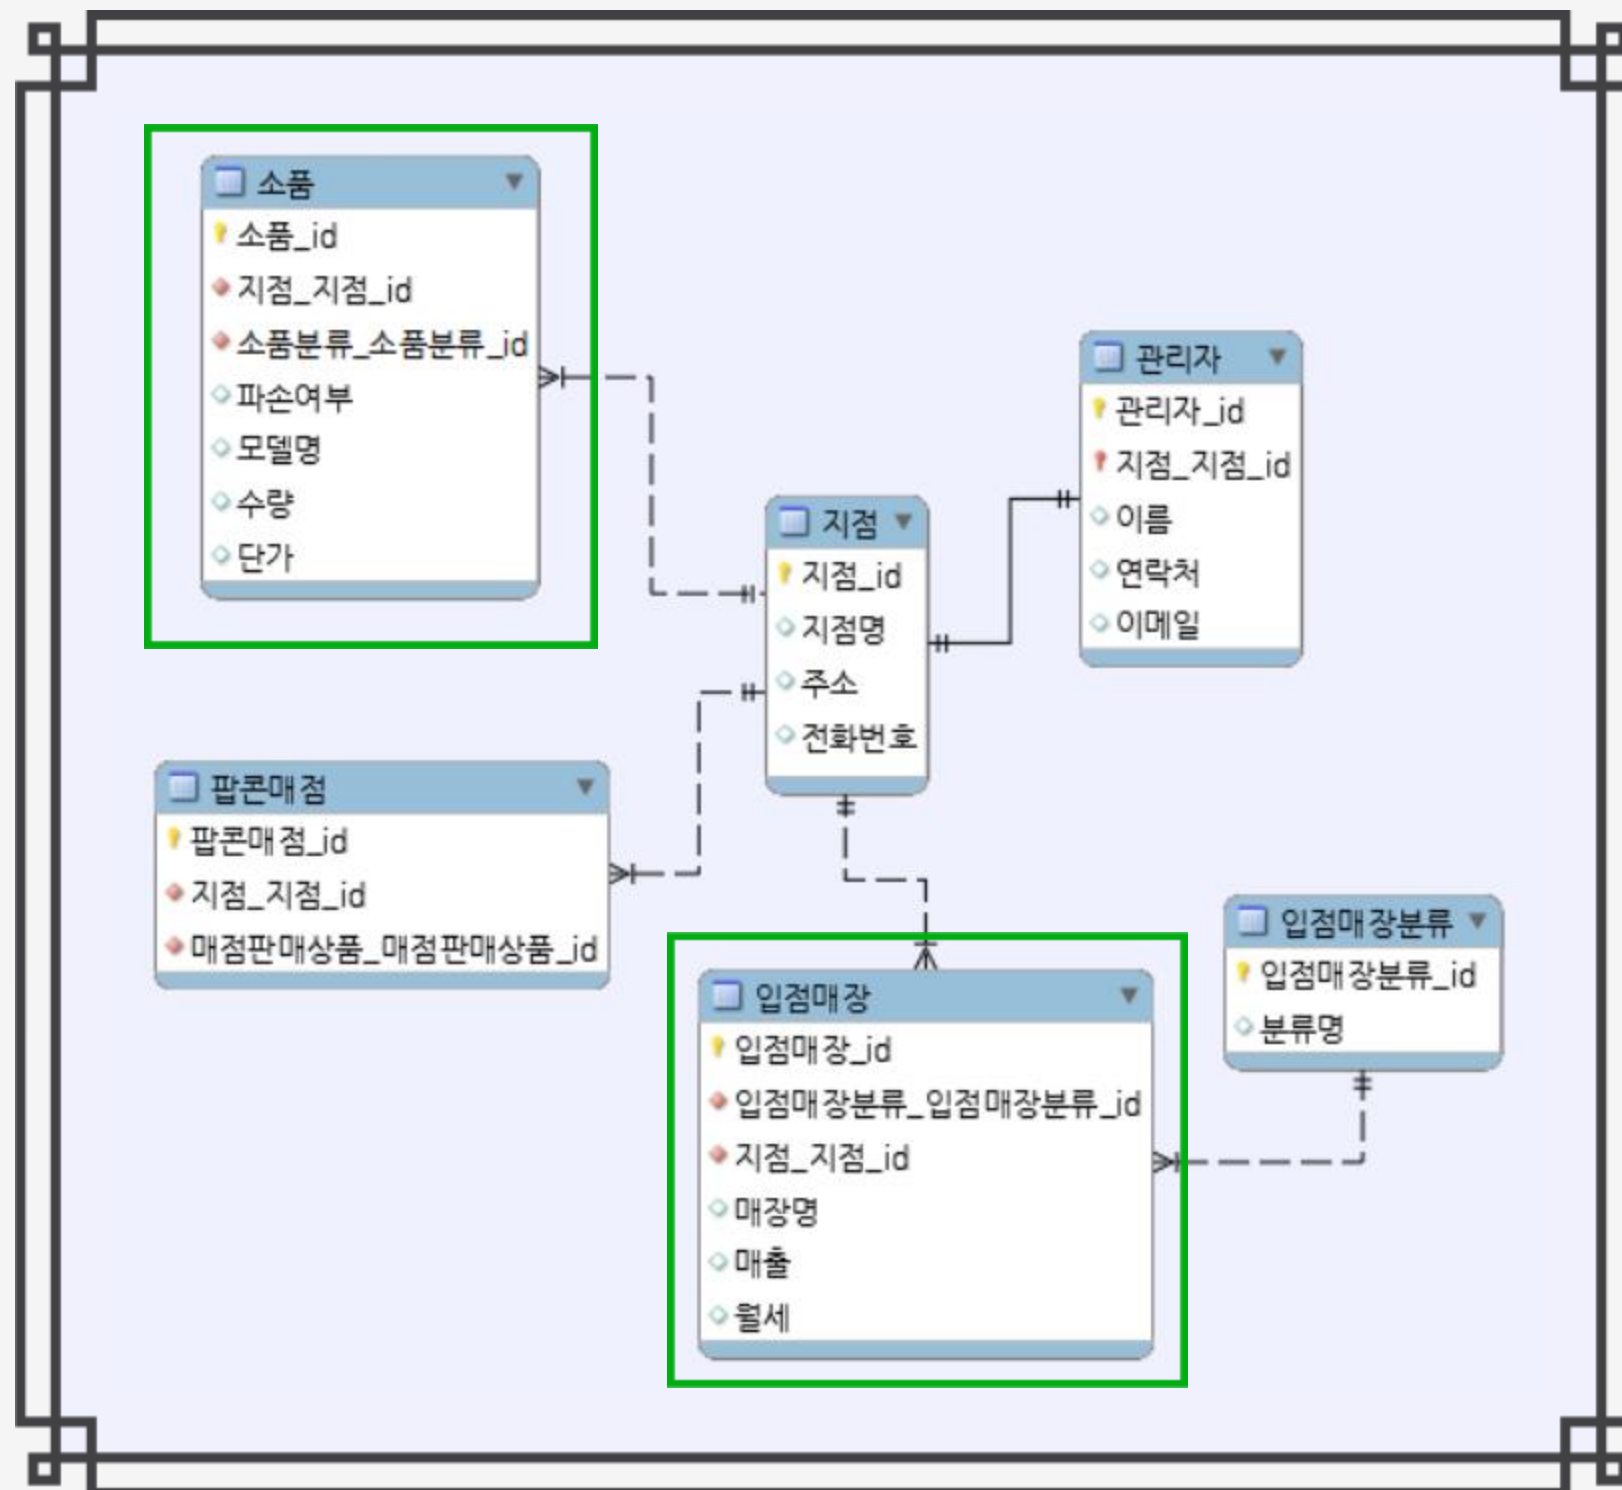 소품
소품_id
지점_지점_id
소품분류_소품분류_id
파손여부
모델명
수량
단가
관리자
관리자_id
지점_지점_id
이름
연락처
이메일
지점
지점_id
지점명
주소
전화번호
팝콘매점
팝콘매점_id
지점_지점_id
매점판매상품_매점판매상품_id
입점매장분류
입점매장분류_id
분류명
입점매장
입점매장_id
입점매장분류_입점매장분류_id
지점_지점_id
매장명
매출
월세